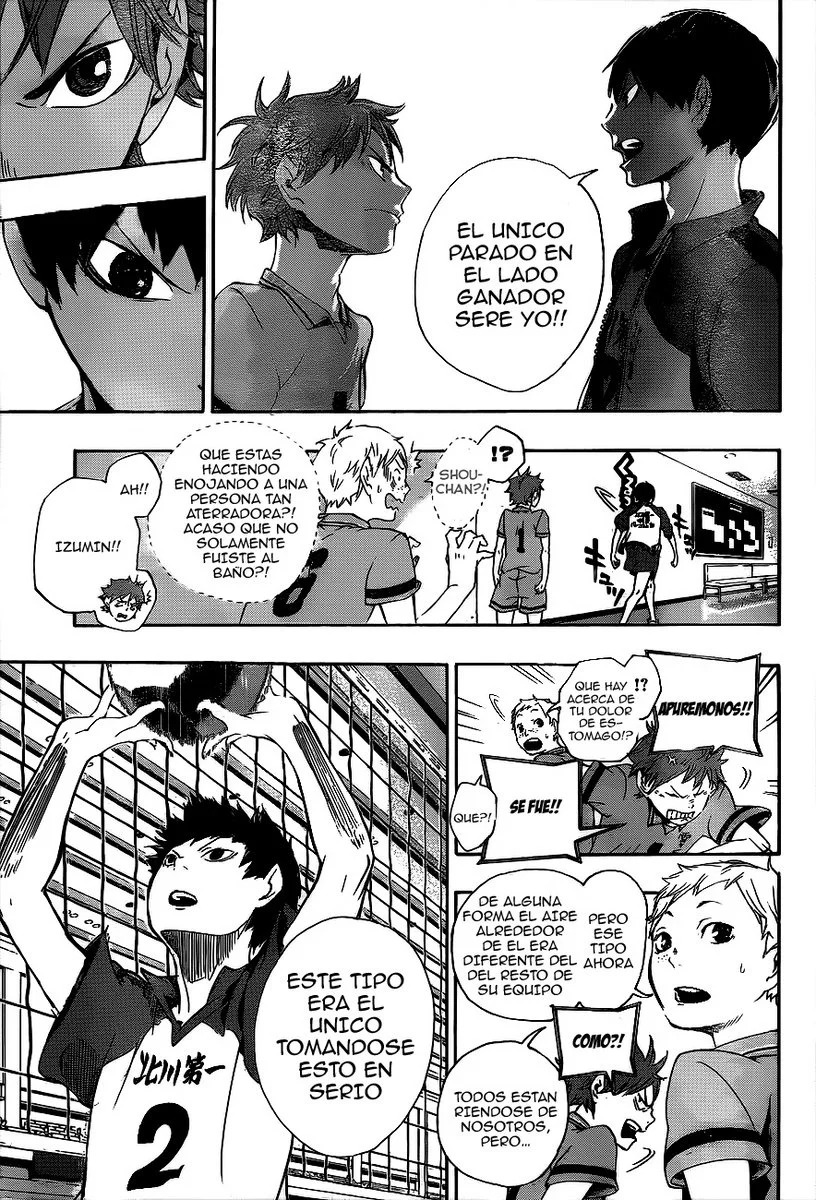 EL UNICO
PARADO EN
EL LADO
GANADOR
SERE YO!!
!?
SHOU-
CHAN?!
QUE ESTAS
HACIENDO
ENOJANDO A UNA
PERSONA TAN
ATERRADORA?!
ACASO QUE NO
SOLAMENTE
FUISTE AL
BAÑO?!
AH!!
IZUMIN!!
1
6
APUREMONOS!!
QUE HAY
ACERCA DE
TU DOLOR
DE ES-
TOMAGO!?
!?
SE FUE!!
QUE?!
PERO
ESE
TIPO
AHORA
DE ALGUNA
FORMA EL AIRE
ALREDEDOR
DE EL ERA
DIFERENTE DEL
DEL RESTO DE
SU EQUIPO
COMO?!
TODOS ESTAN
RIENDOSE DE
NOSOTROS,
PERO...
ESTE TIPO
ERA EL
UNICO
TOMANDOSE
ESTO EN
SERIO
北川第一
2